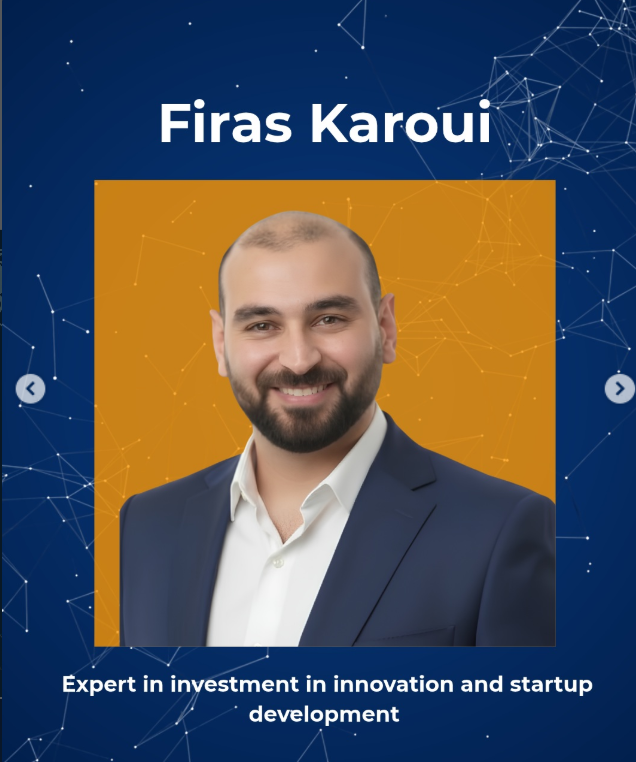 Firas Karoui
Expert in investment in innovation and startup
development